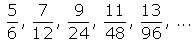 5/6, 7/12, 9/24, 11/48, 13/96, ...